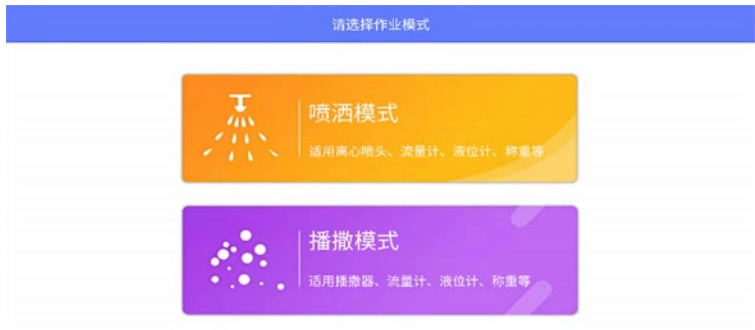 请选择作业模式
喷洒模式
适用离心喷头、流量计、液位计、称重等
播撒模式
适用播撒器、流量计、液位计、称重等